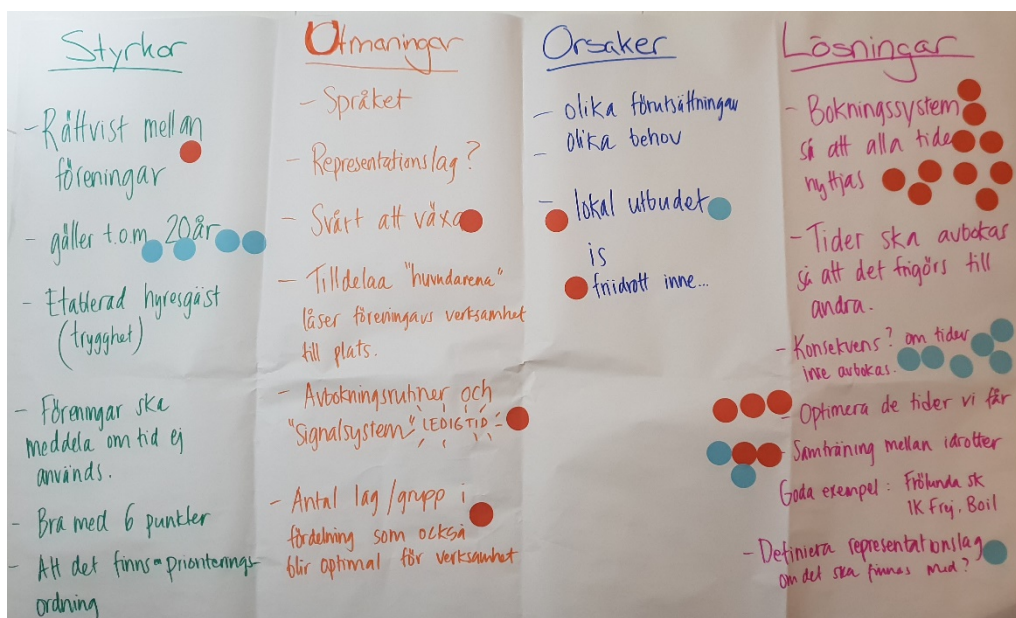 Styrkor
- Rättvist mellan
föreningar
- gäller t.o.m 20år
- Etablerad hyresgäst
(trygghet)
- Föreningar ska
meddela om tid ej
används.
- Bra med 6 punkter
- Att det finns prioriterings-
ordning
Utmaningar
- Språket
- Representationslag?
- Svårt att växa
- Tilldelaa "huvudarena"
låser föreningars verksamhet
till plats.
- Avbokningsrutiner och
"Signalsystem" LEDIG TID
- Antal lag/grupp i
fördelning som också
blir optimal för verksamhet
Orsaker
- olika förutsättningar
- olika behov
- lokal utbudet
is
friidrott inne...
Lösningar
- Bokningssystem
så att alla tider
nyttjas
- Tider ska avbokas
så att det frigörs till
andra.
- Konsekvens? om tider
inte avbokas.
- Optimera de tider vi får
- Samträning mellan idrotter
Goda exempel: Frölunda sk
IK Frej, Boil
- Definiera representationslag
om det ska finnas med?